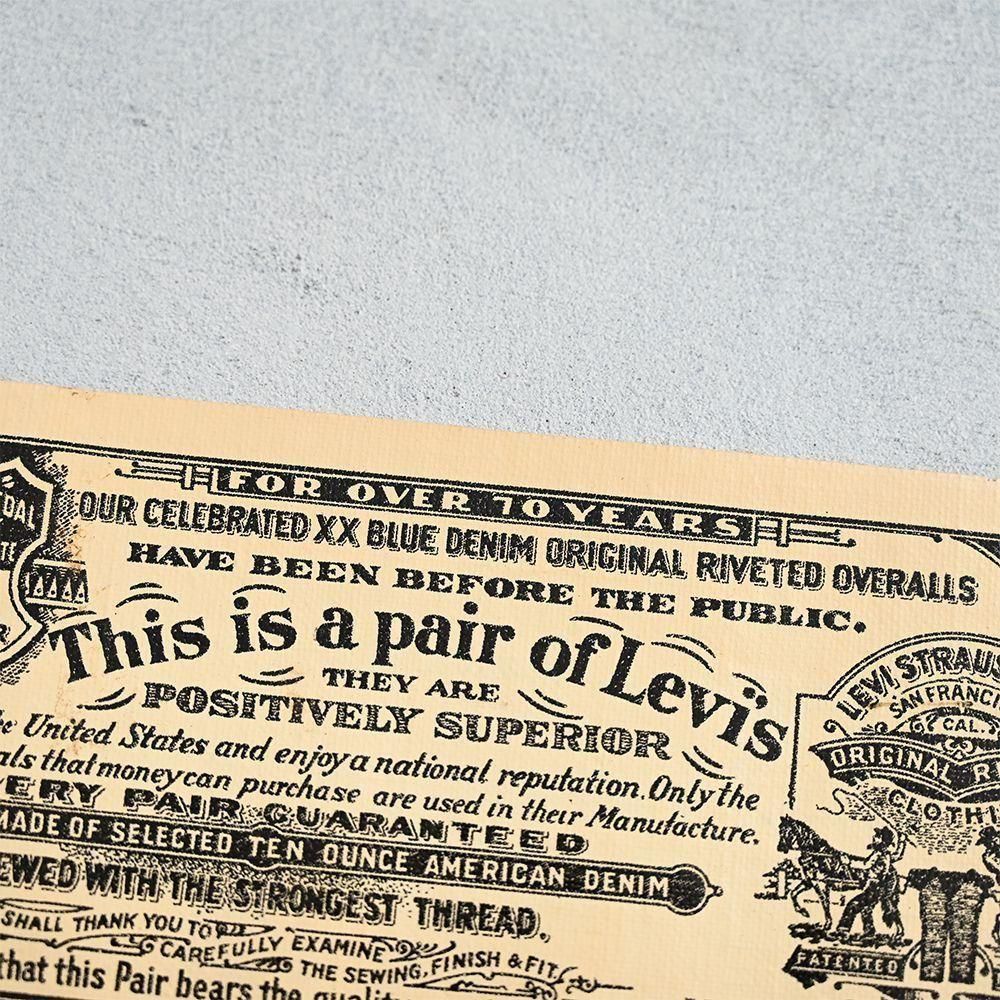 FOR OVER 70 YEARS
OUR CELEBRATED XX BLUE DENIM ORIGINAL RIVETED OVERALLS
HAVE BEEN BEFORE THE PUBLIC.
This is a pair of Levi's
THEY ARE
POSITIVELY SUPERIOR
United States and enjoy a national reputation. Only the
that money can purchase are used in their Manufacture.
PAIR GUARANTEED
MADE OF SELECTED TEN OUNCE AMERICAN DENIM
WITH THE STRONGEST THREAD.
SHALL THANK YOU TO
CAREFULLY EXAMINE
THE SEWING, FINISH & FIT.
that this Pair bears the
LEVI STRAUS
SAN FRANCI
CAL.
ORIGINAL
CLOTHI
PATENTED